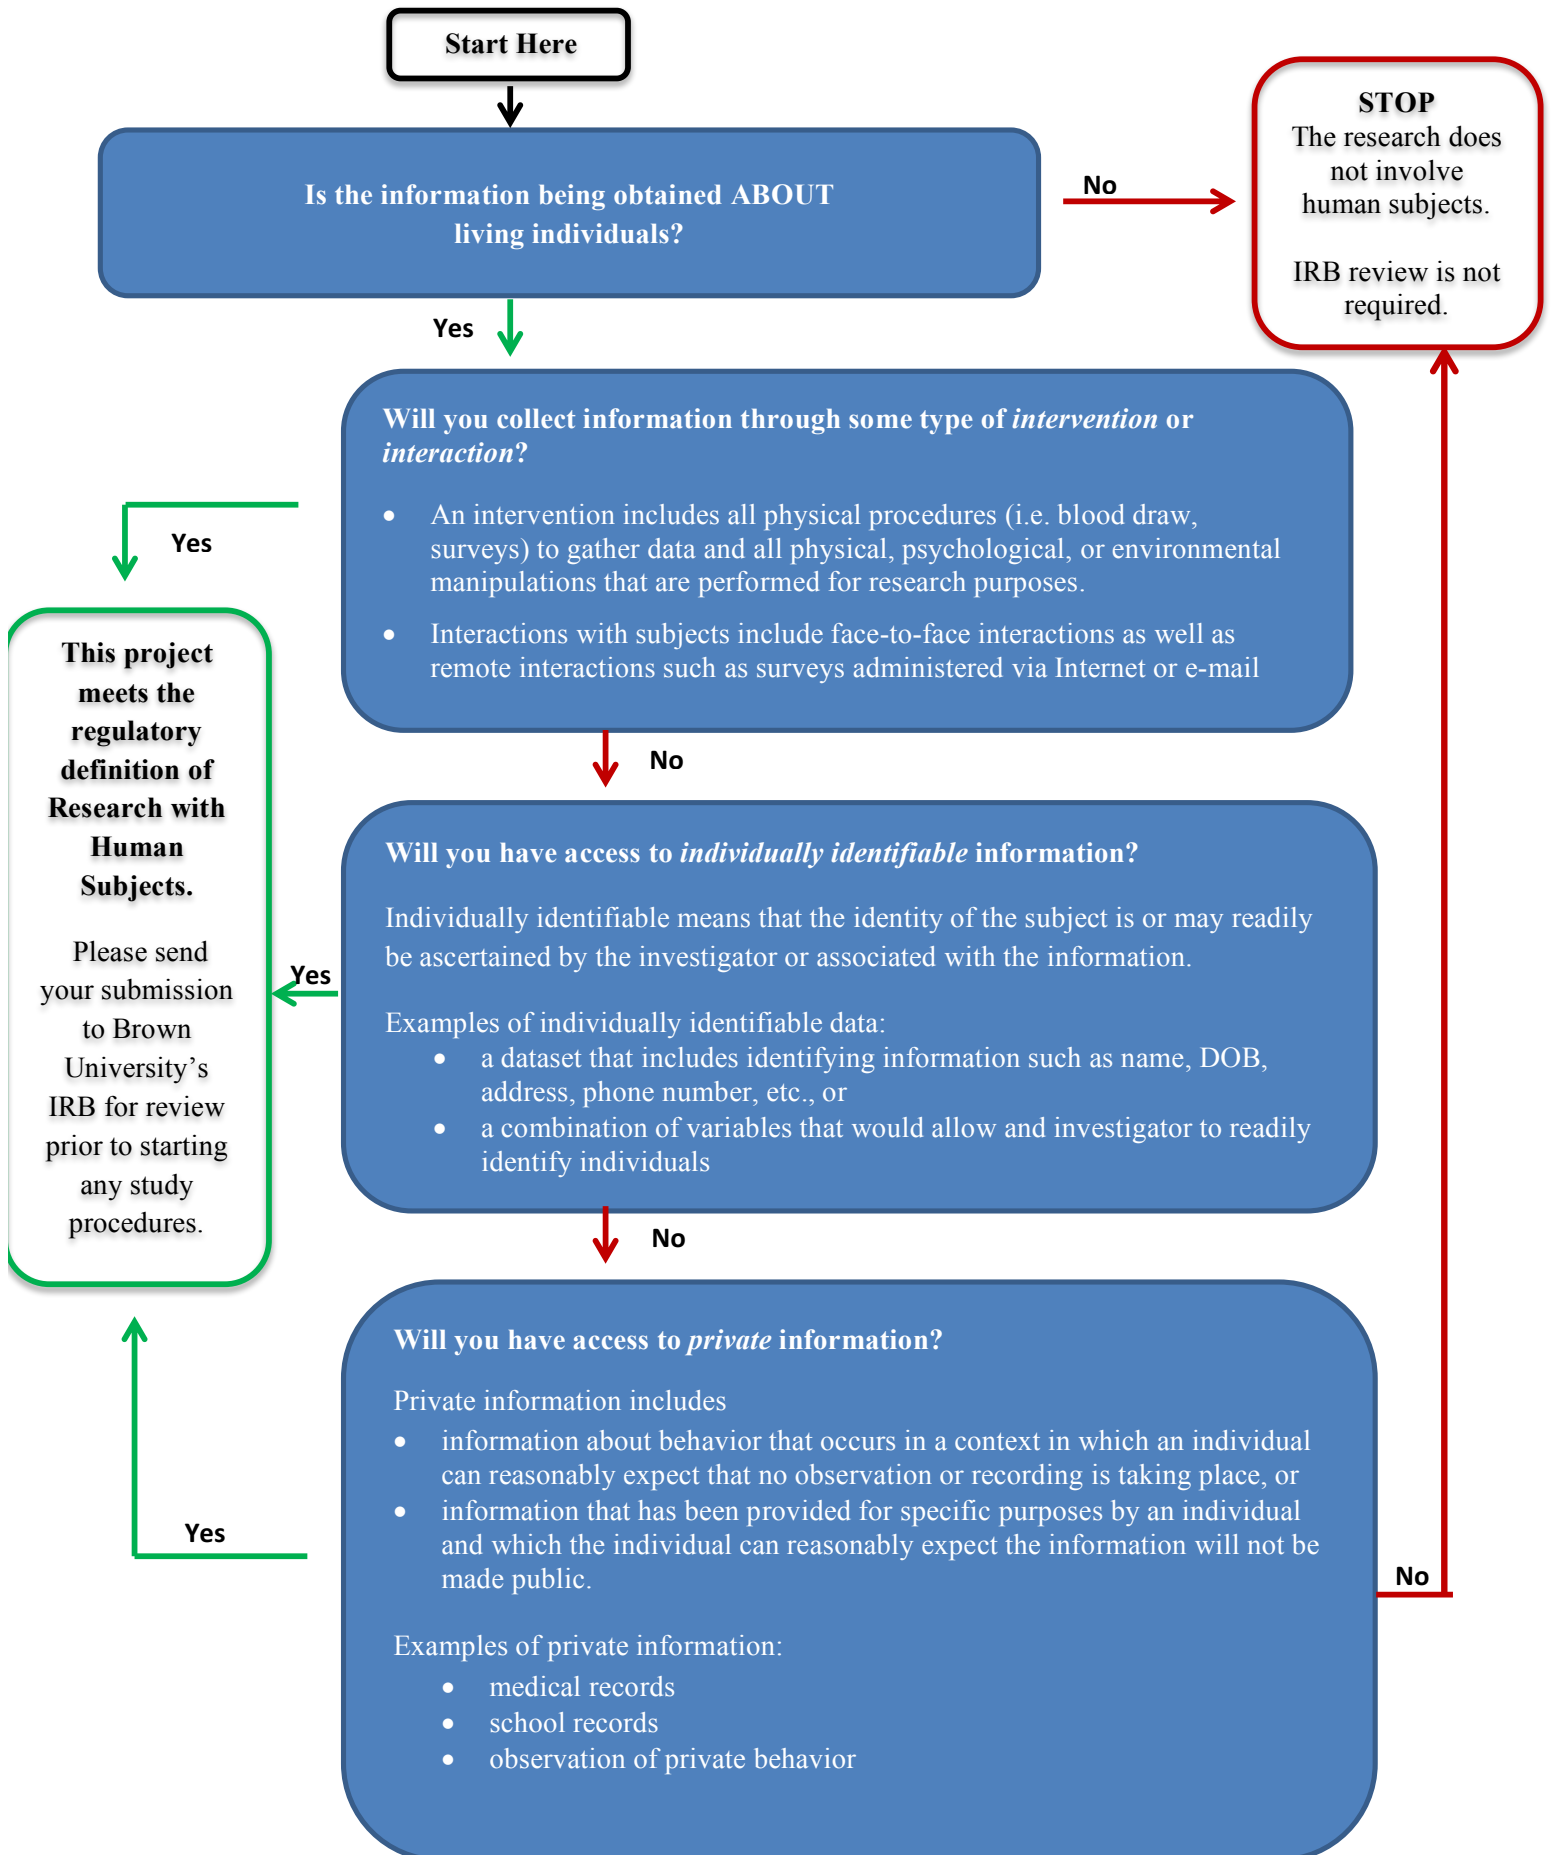 Start Here
Is the information being obtained ABOUT
living individuals?
No
STOP
The research does
not involve
human subjects.
IRB review is not
required.
Yes
Will you collect information through some type of intervention or
interaction?
• An intervention includes all physical procedures (i.e. blood draw,
surveys) to gather data and all physical, psychological, or environmental
manipulations that are performed for research purposes.
• Interactions with subjects include face-to-face interactions as well as
remote interactions such as surveys administered via Internet or e-mail
Yes
This project
meets the
regulatory
definition of
Research with
Human
Subjects.
Please send
your submission
to Brown
University’s
IRB for review
prior to starting
any study
procedures.
No
Will you have access to individually identifiable information?
Individually identifiable means that the identity of the subject is or may readily
be ascertained by the investigator or associated with the information.
Examples of individually identifiable data:
• a dataset that includes identifying information such as name, DOB,
address, phone number, etc., or
• a combination of variables that would allow and investigator to readily
identify individuals
Yes
No
Will you have access to private information?
Private information includes
• information about behavior that occurs in a context in which an individual
can reasonably expect that no observation or recording is taking place, or
• information that has been provided for specific purposes by an individual
and which the individual can reasonably expect the information will not be
made public.
Examples of private information:
• medical records
• school records
• observation of private behavior
Yes
No